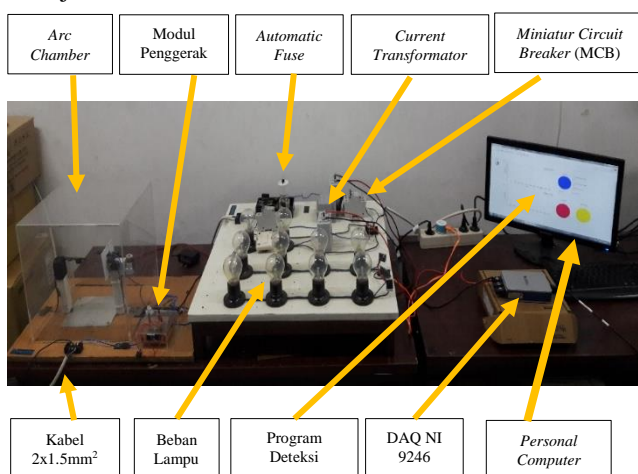 Arc
Chamber
Modul
Penggerak
Automatic
Fuse
Current
Transformator
Miniatur Circuit
Breaker (MCB)
Kabel
2x1.5mm²
Beban
Lampu
Program
Deteksi
DAQ NI
9246
Personal
Computer